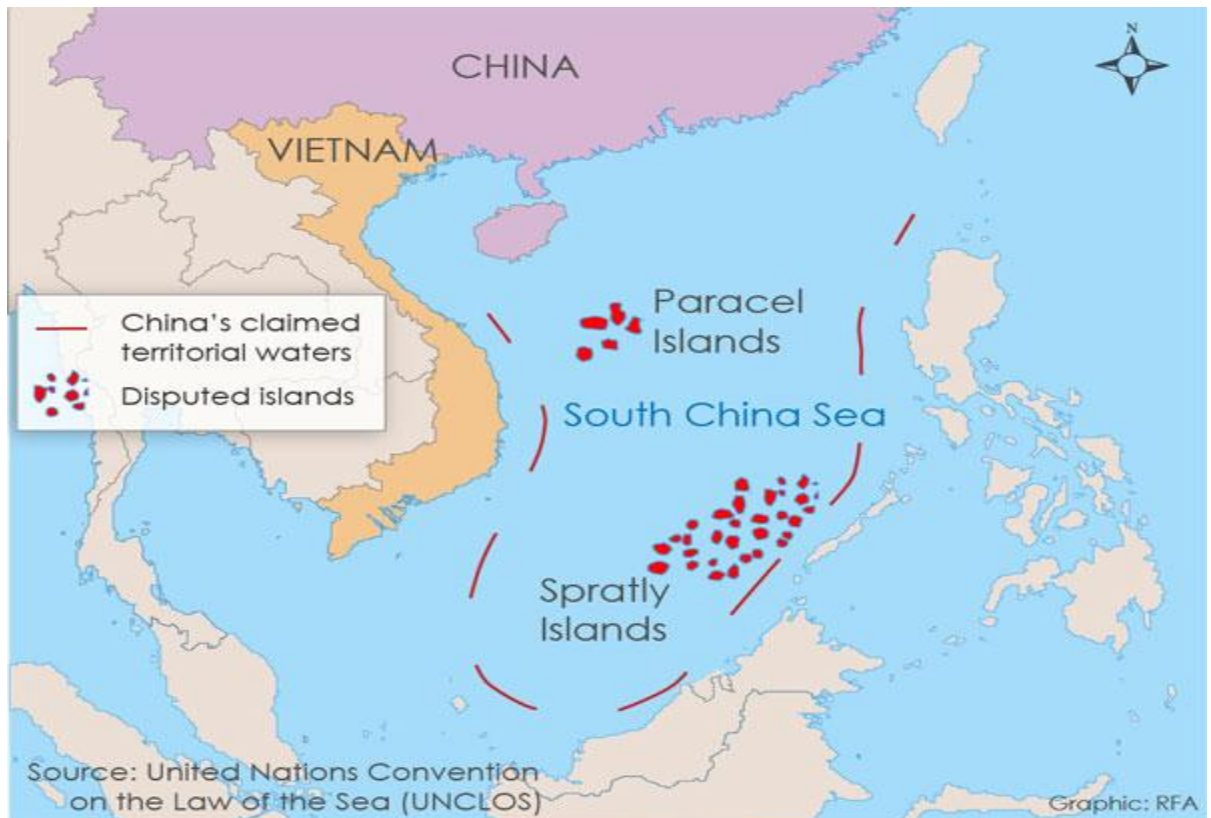 N
CHINA
VIETNAM
Paracel
Islands
China's claimed
territorial waters
Disputed islands
South China Sea
Spratly
Islands
Source: United Nations Convention
on the Law of the Sea (UNCLOS)
Graphic: RFA